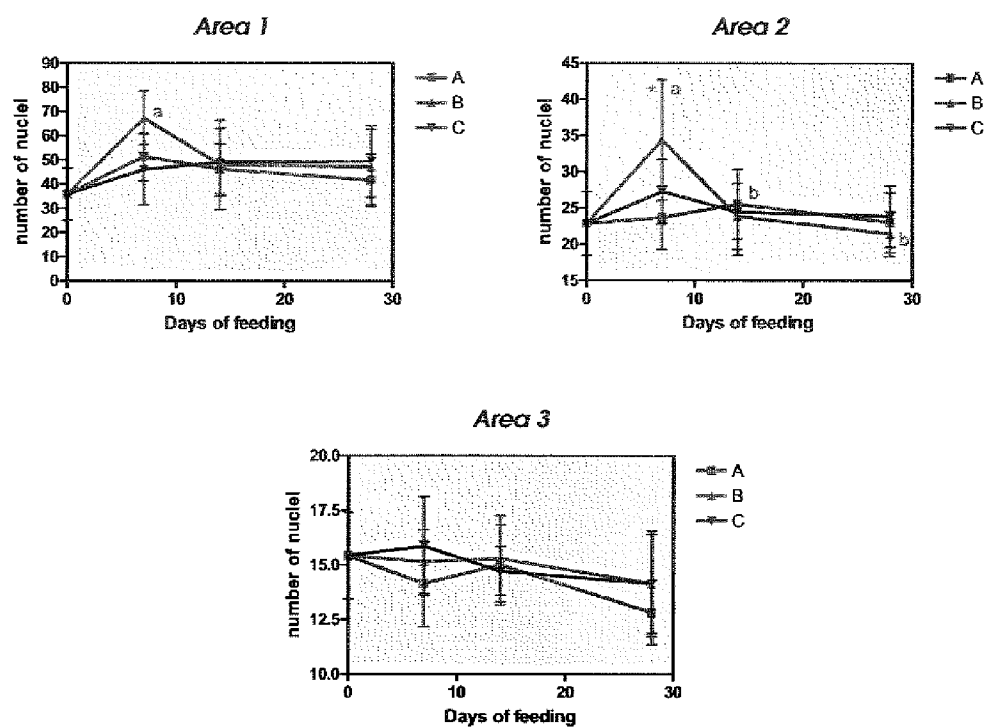 Area 1
90
80
70
60
50
40
30
20
10
0
number of nuclei
a
A
B
C
0 10 20 30
Days of feeding
Area 2
45
40
35
30
25
20
15
number of nuclei
* a
b
b
A
B
C
0 10 20 30
Days of feeding
Area 3
20.0
17.5
15.0
12.5
10.0
number of nuclei
A
B
C
0 10 20 30
Days of feeding